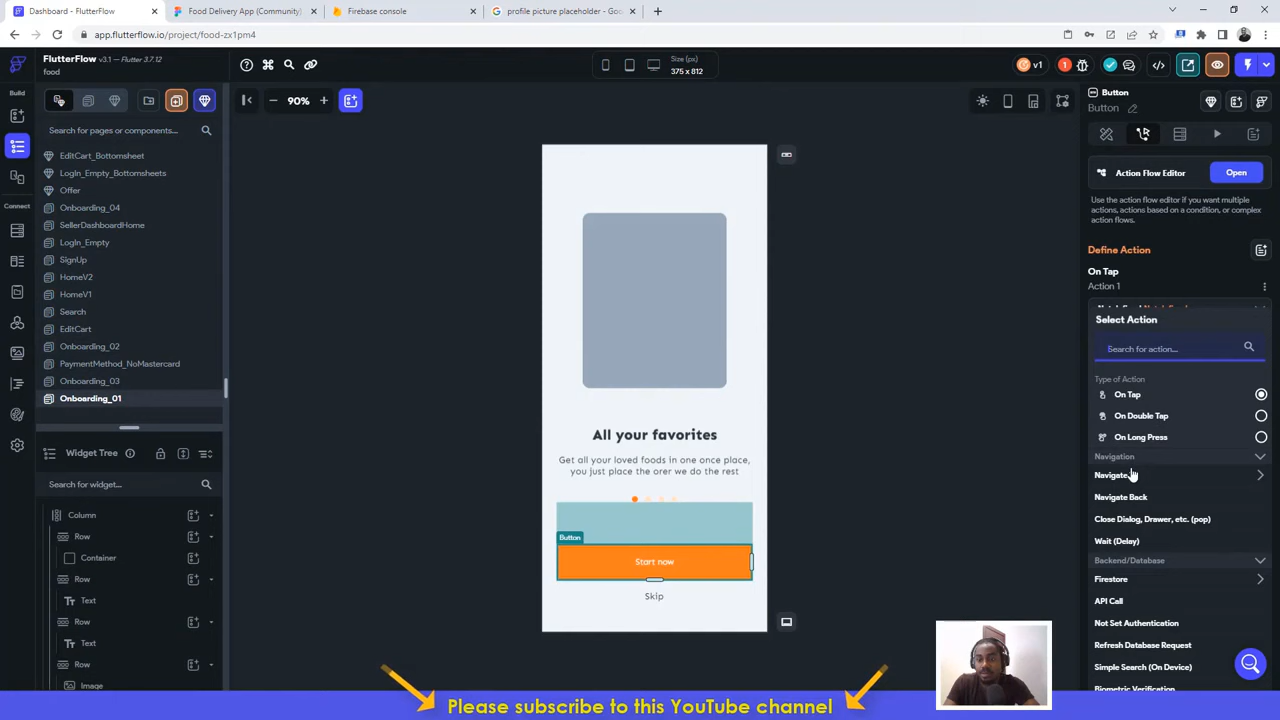 Dashboard - FlutterFlow
Food Delivery App (Community)
Firebase console
profile picture placeholder - Goo
app.flutterflow.io/project/food-zx1pm4
FlutterFlow v3.1 — Flutter 3.7.12
food
Size (px)
375 x 812
v1
1
Build
Connect
90%
Search for pages or components...
EditCart_Bottomsheet
LogIn_Empty_Bottomsheets
Offer
Onboarding_04
SellerDashboardHome
LogIn_Empty
SignUp
HomeV2
HomeV1
Search
EditCart
Onboarding_02
PaymentMethod_NoMastercard
Onboarding_03
Onboarding_01
Widget Tree
Search for widget...
Column
Row
Container
Row
Text
Row
Text
Row
Image
All your favorites
Get all your loved foods in one once place,
you just place the orer we do the rest
Button
Start now
Skip
Button
Button
Action Flow Editor
Open
Use the action flow editor if you want multiple
actions, actions based on a condition, or complex
action flows.
Define Action
On Tap
Action 1
Select Action
Search for action...
Type of Action
On Tap
On Double Tap
On Long Press
Navigation
Navigate
Navigate Back
Close Dialog, Drawer, etc. (pop)
Wait (Delay)
Backend/Database
Firestore
API Call
Not Set Authentication
Refresh Database Request
Simple Search (On Device)
Biometric Verification
Please subscribe to this YouTube channel